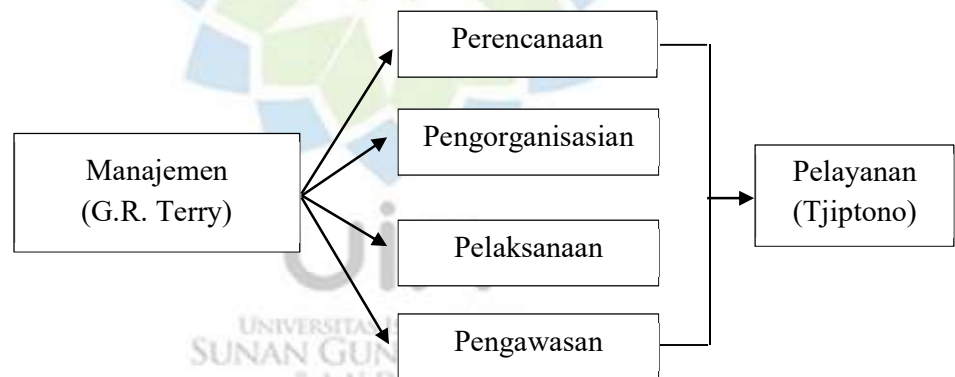 Perencanaan
Pengorganisasian
Manajemen
(G.R. Terry)
Pelayanan
(Tjiptono)
Pelaksanaan
Pengawasan
UNIVERSITAS
SUNAN GUN